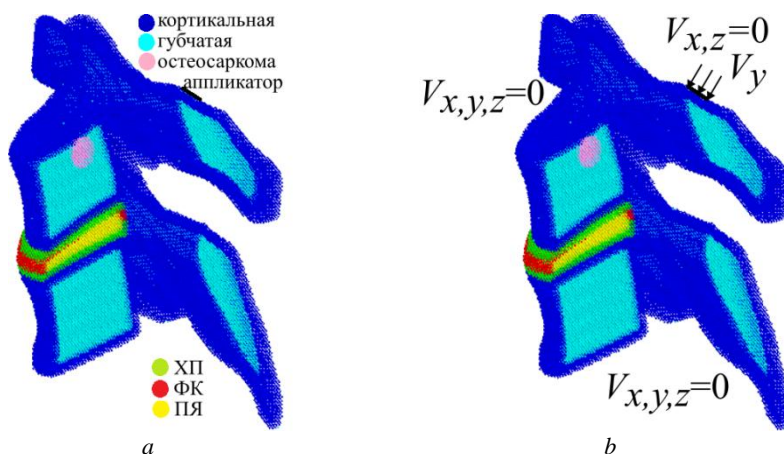 кортикальная
губчатая
остеосаркома
аппликатор
ХП
ФК
ПЯ
a
Vx,z=0
Vy
Vx,y,z=0
Vx,y,z=0
b